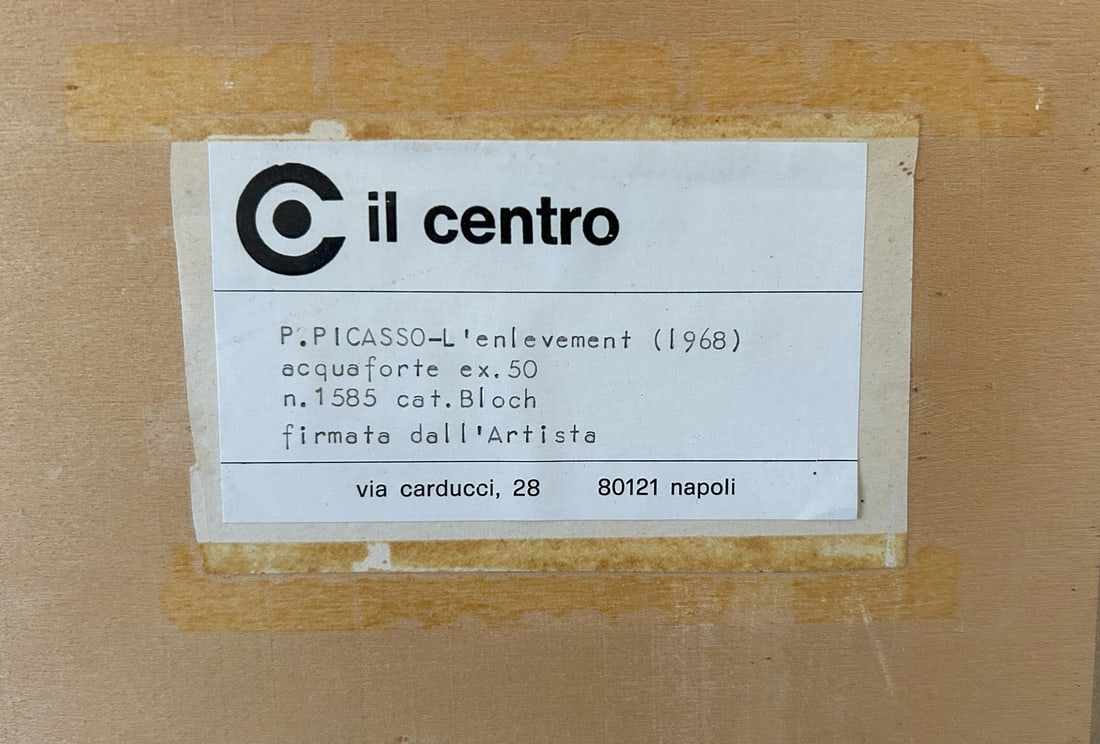 il centro
P.PICASSO-L'enlevement (1968)
acquaforte ex.50
n.1585 cat.Bloch
firmata dall'Artista
via carducci, 28 80121 napoli